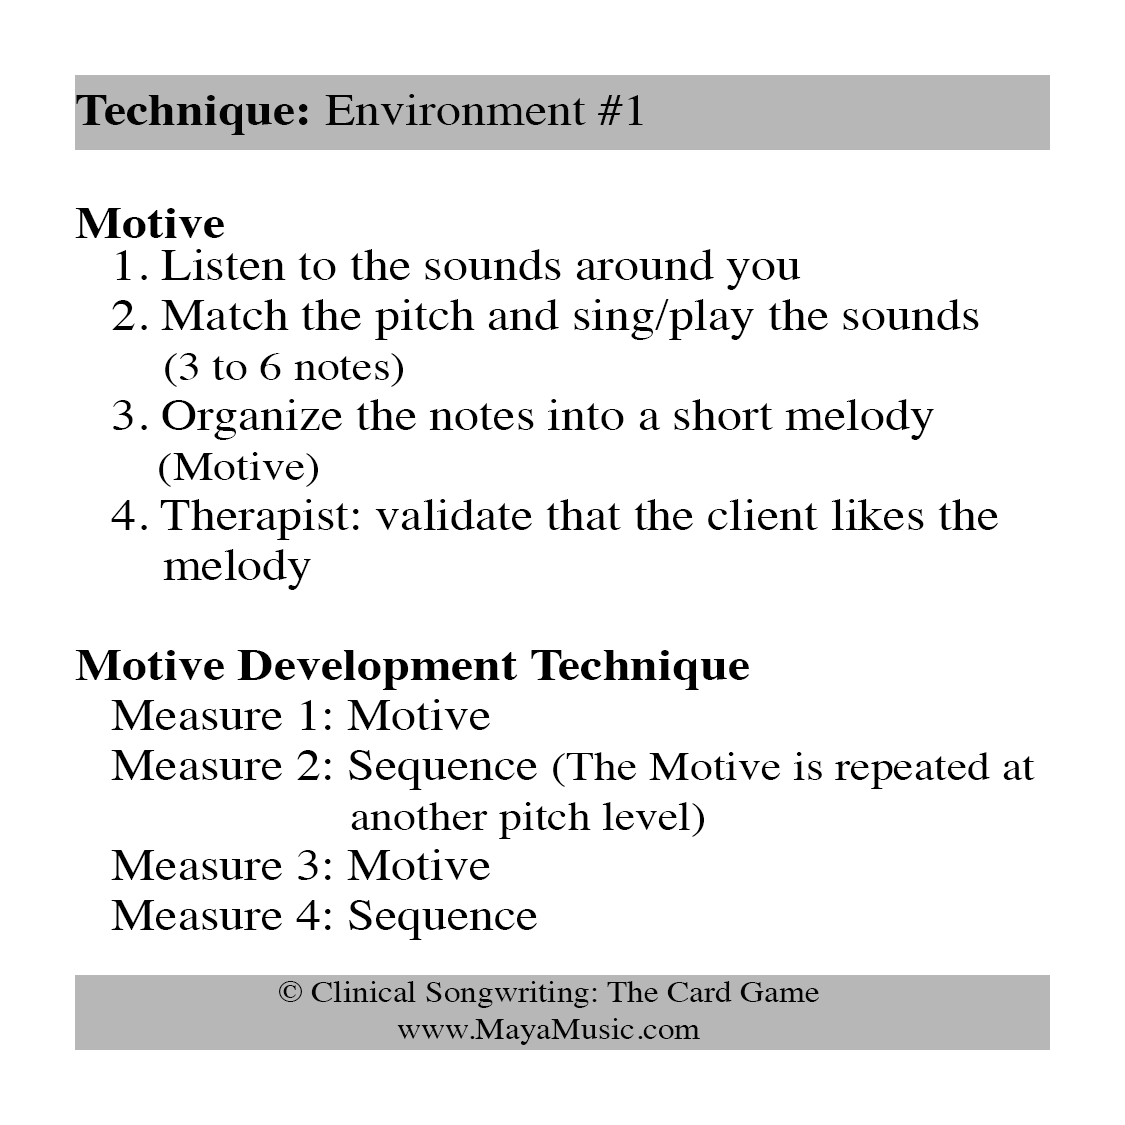 Technique: Environment #1
Motive
1. Listen to the sounds around you
2. Match the pitch and sing/play the sounds
(3 to 6 notes)
3. Organize the notes into a short melody
(Motive)
4. Therapist: validate that the client likes the
melody
Motive Development Technique
Measure 1: Motive
Measure 2: Sequence (The Motive is repeated at
another pitch level)
Measure 3: Motive
Measure 4: Sequence
© Clinical Songwriting: The Card Game
www.MayaMusic.com